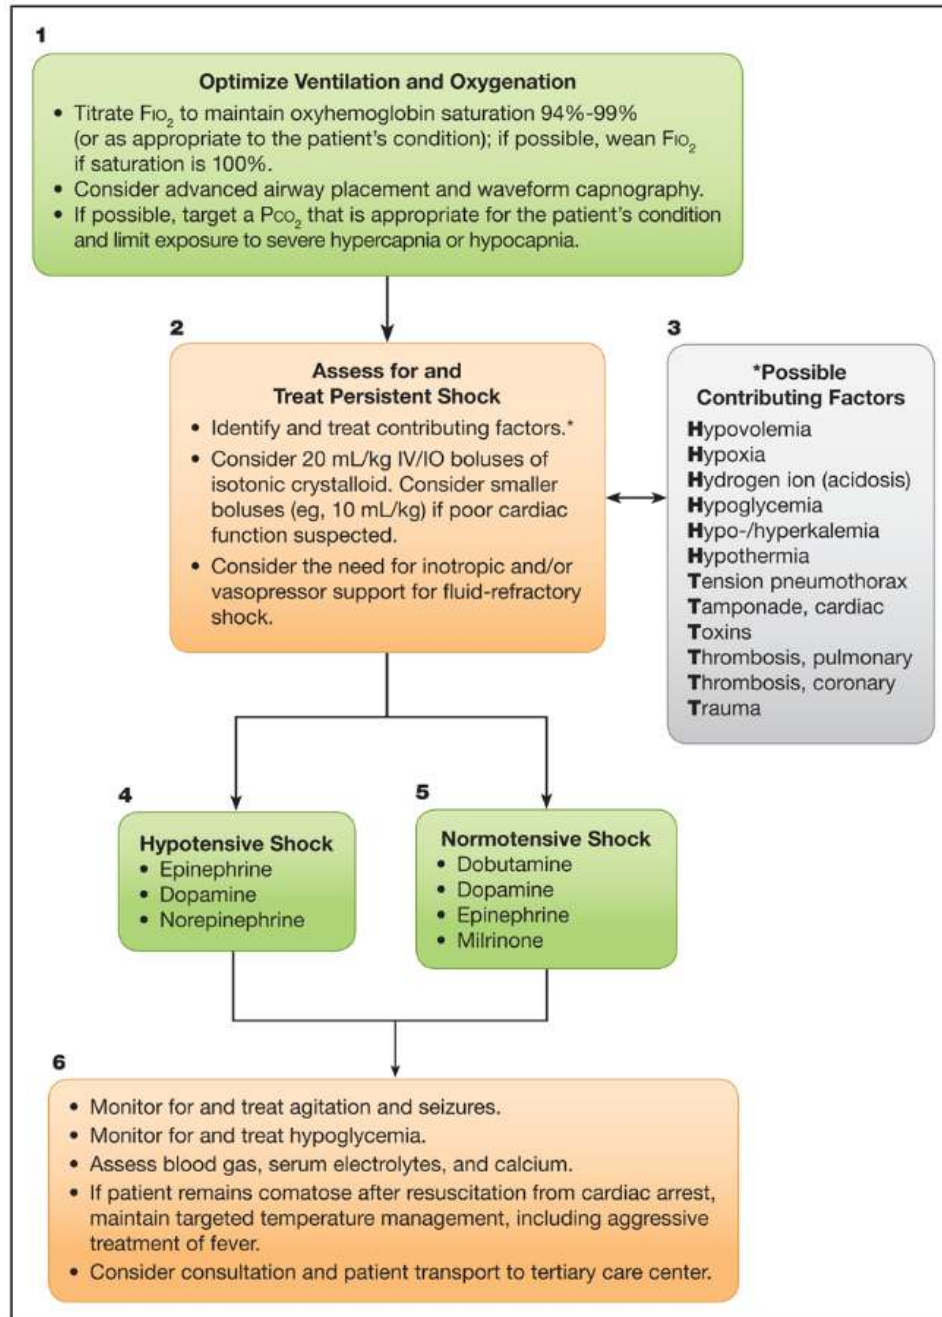 1
Optimize Ventilation and Oxygenation
• Titrate FIO₂ to maintain oxyhemoglobin saturation 94%-99%
(or as appropriate to the patient's condition); if possible, wean FIO₂
if saturation is 100%.
• Consider advanced airway placement and waveform capnography.
• If possible, target a PCO₂ that is appropriate for the patient's condition
and limit exposure to severe hypercapnia or hypocapnia.
2
Assess for and
Treat Persistent Shock
• Identify and treat contributing factors.*
• Consider 20 mL/kg IV/IO boluses of
isotonic crystalloid. Consider smaller
boluses (eg, 10 mL/kg) if poor cardiac
function suspected.
• Consider the need for inotropic and/or
vasopressor support for fluid-refractory
shock.
3
*Possible
Contributing Factors
Hypovolemia
Hypoxia
Hydrogen ion (acidosis)
Hypoglycemia
Hypo-/hyperkalemia
Hypothermia
Tension pneumothorax
Tamponade, cardiac
Toxins
Thrombosis, pulmonary
Thrombosis, coronary
Trauma
4
Hypotensive Shock
• Epinephrine
• Dopamine
• Norepinephrine
5
Normotensive Shock
• Dobutamine
• Dopamine
• Epinephrine
• Milrinone
6
• Monitor for and treat agitation and seizures.
• Monitor for and treat hypoglycemia.
• Assess blood gas, serum electrolytes, and calcium.
• If patient remains comatose after resuscitation from cardiac arrest,
maintain targeted temperature management, including aggressive
treatment of fever.
• Consider consultation and patient transport to tertiary care center.